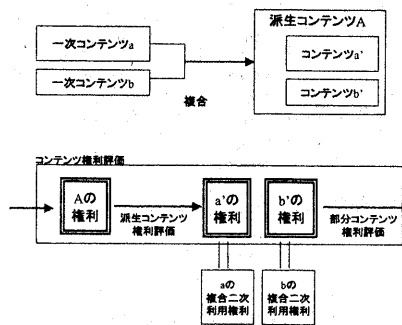 派生コンテンツA
一次コンテンツa
コンテンツa’
一次コンテンツb
コンテンツb’
複合
コンテンツ権利評価
Aの
権利
派生コンテンツ
権利評価
a’の
権利
b’の
権利
部分コンテンツ
権利評価
aの
複合二次
利用権利
bの
複合二次
利用権利